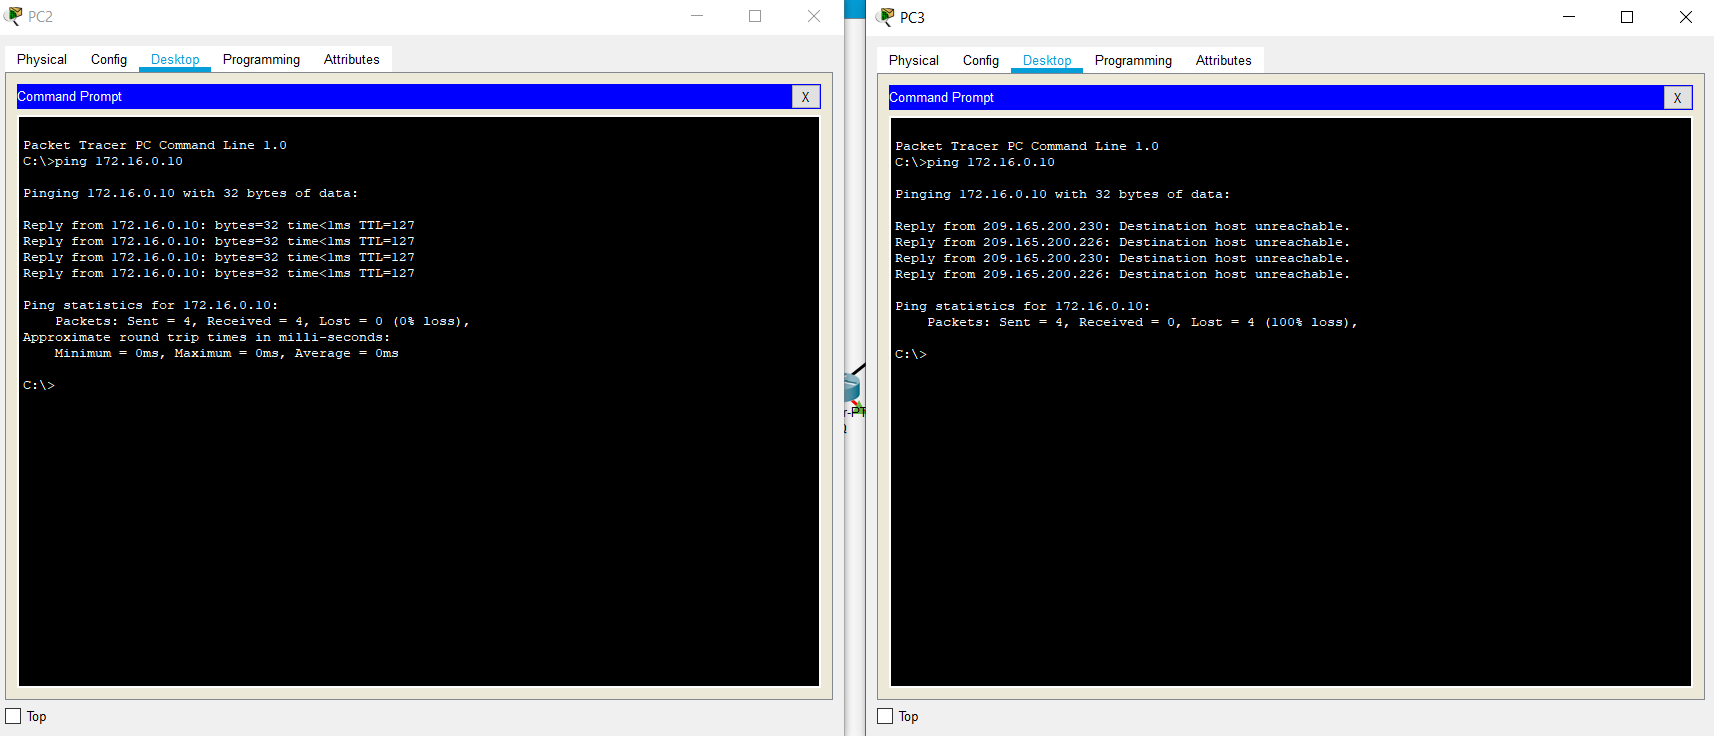 PC2
Physical Config Desktop Programming Attributes
Command Prompt
X
Packet Tracer PC Command Line 1.0
C:\>ping 172.16.0.10
Pinging 172.16.0.10 with 32 bytes of data:
Reply from 172.16.0.10: bytes=32 time<1ms TTL=127
Reply from 172.16.0.10: bytes=32 time<1ms TTL=127
Reply from 172.16.0.10: bytes=32 time<1ms TTL=127
Reply from 172.16.0.10: bytes=32 time<1ms TTL=127
Ping statistics for 172.16.0.10:
Packets: Sent = 4, Received = 4, Lost = 0 (0% loss),
Approximate round trip times in milli-seconds:
Minimum = 0ms, Maximum = 0ms, Average = 0ms
C:\>
Top
r-PT
PC3
Physical Config Desktop Programming Attributes
Command Prompt
X
Packet Tracer PC Command Line 1.0
C:\>ping 172.16.0.10
Pinging 172.16.0.10 with 32 bytes of data:
Reply from 209.165.200.230: Destination host unreachable.
Reply from 209.165.200.226: Destination host unreachable.
Reply from 209.165.200.230: Destination host unreachable.
Reply from 209.165.200.226: Destination host unreachable.
Ping statistics for 172.16.0.10:
Packets: Sent = 4, Received = 0, Lost = 4 (100% loss),
C:\>
Top